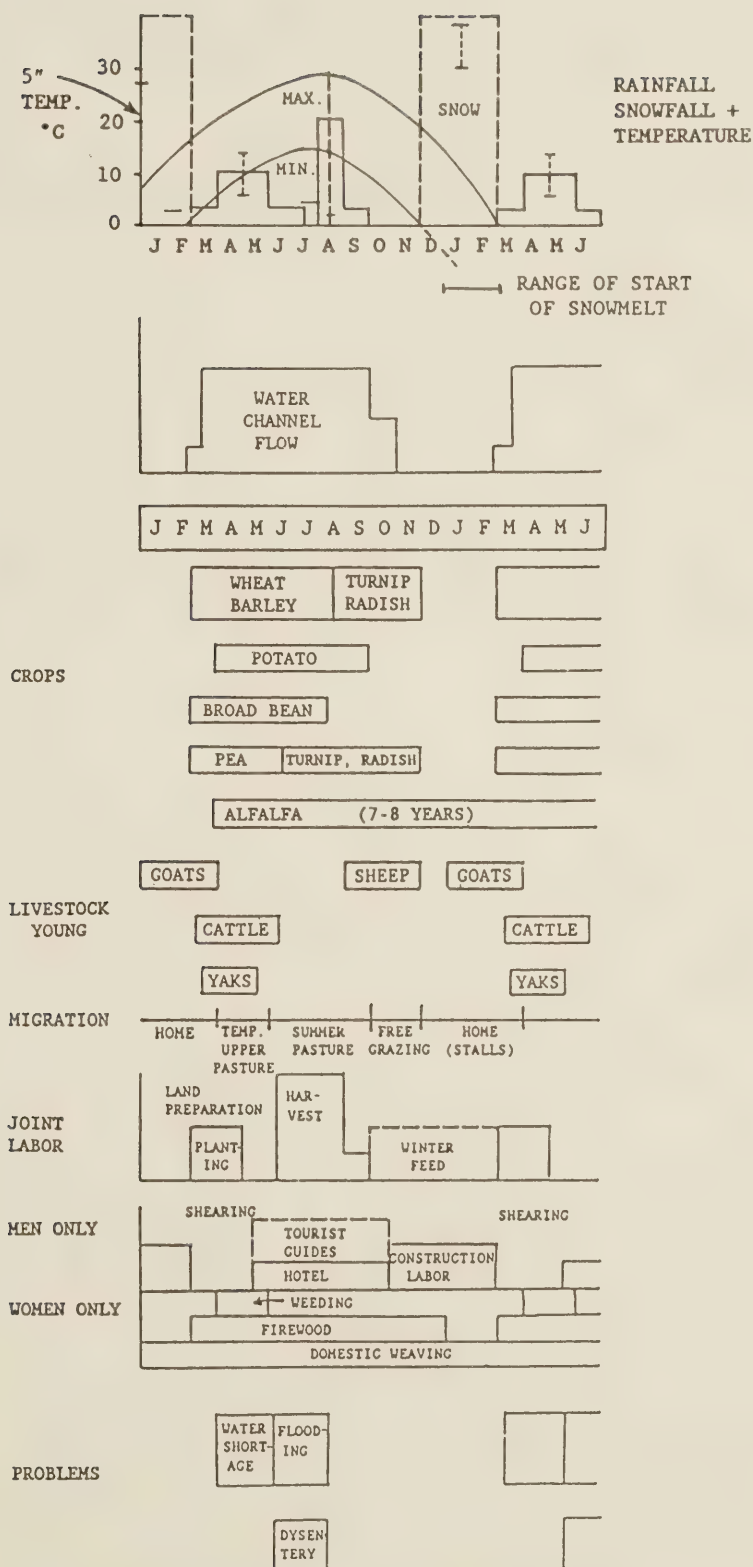 5" 
TEMP.
°C
30
20
10
0
MAX.
MIN.
SNOW
RAINFALL
SNOWFALL +
TEMPERATURE
J F M A M J J A S O N D J F M A M J
RANGE OF START
OF SNOWMELT
WATER
CHANNEL
FLOW
J F M A M J J A S O N D J F M A M J
CROPS
WHEAT
BARLEY
TURNIP
RADISH
POTATO
BROAD BEAN
PEA
TURNIP, RADISH
ALFALFA (7-8 YEARS)
LIVESTOCK
YOUNG
GOATS
SHEEP
GOATS
CATTLE
CATTLE
YAKS
YAKS
MIGRATION
HOME
TEMP.
UPPER
PASTURE
SUMMER
PASTURE
FREE
GRAZING
HOME
(STALLS)
JOINT
LABOR
LAND
PREPARATION
PLANT-
ING
HAR-
VEST
WINTER
FEED
MEN ONLY
SHEARING
TOURIST
GUIDES
HOTEL
CONSTRUCTION
LABOR
SHEARING
WOMEN ONLY
WEEDING
FIREWOOD
DOMESTIC WEAVING
PROBLEMS
WATER
SHORT-
AGE
FLOOD-
ING
DYSEN-
TERY